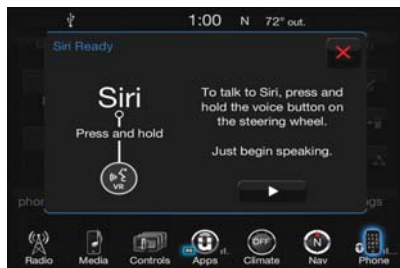 1:00 N 72° out.
Siri Ready
Siri
Press and hold
VR
To talk to Siri, press and
hold the voice button on
the steering wheel.
Just begin speaking.
phon
gs
OFF
N
Radio Media Controls Apps Climate Nav Phone